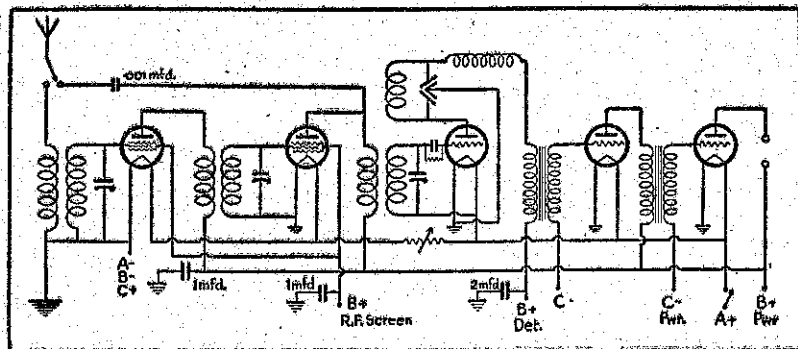 .001 mfd.
A-
B-
C+
1mfd.
1mfd
B+
R.F. Screen
2mfd.
B+
Det.
C-
C-
Pwr.
A+
B+
Pwr